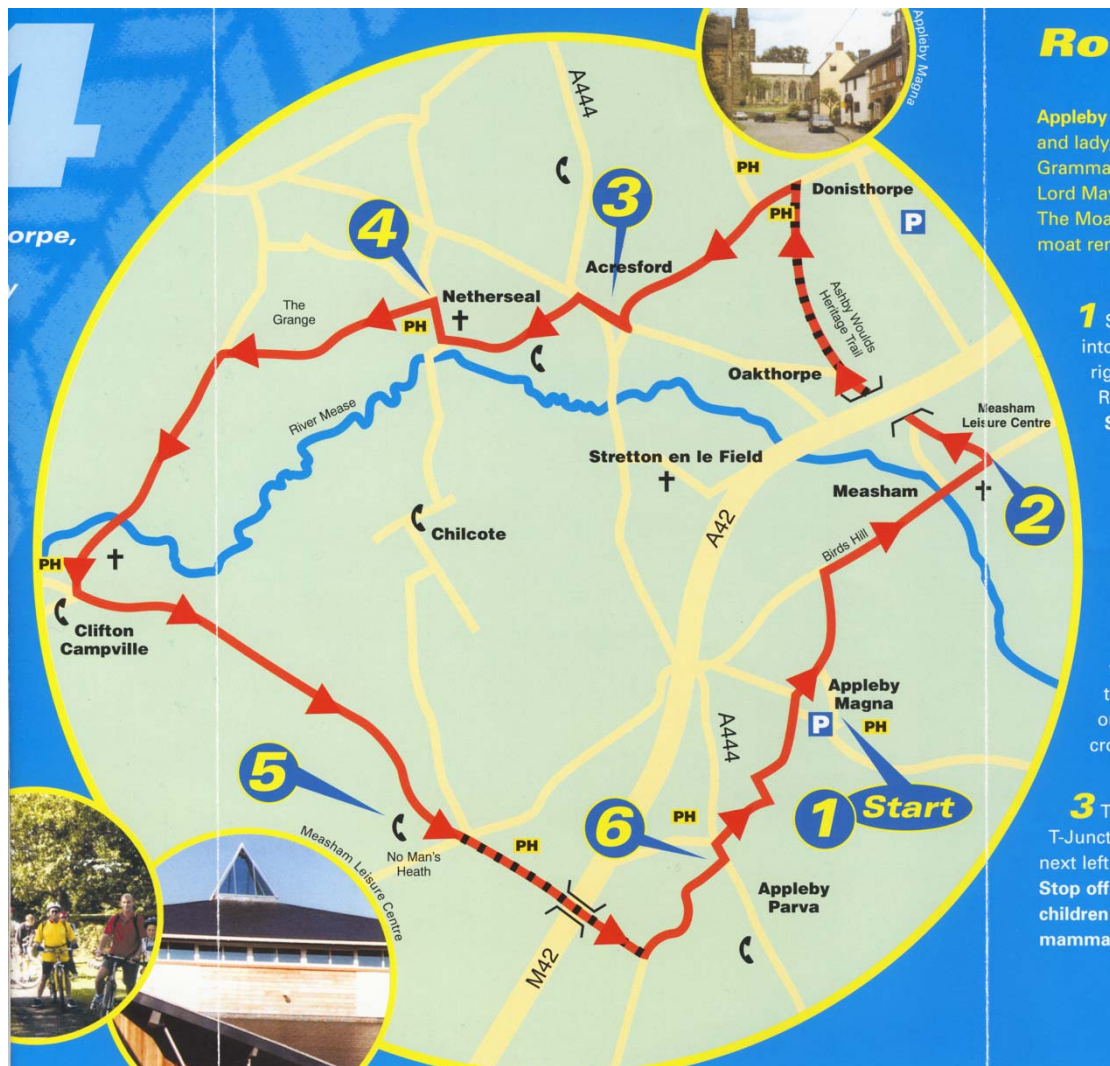 4
orpe,
y
Appleby Magna
Ro
Appleby
and lady,
Gramma
Lord Ma
The Moa
moat rer
A444
PH
Donisthorpe
PH
P
3
4
Acresford
Netherseal
The
Grange
PH
Ashby Woulds
Heritage Trail
1 S
into
rig
R
S
Oakthorpe
Measham
Leisure Centre
River Mease
Stretton en le Field
Measham
2
A42
Chilcote
Birds Hill
PH
Clifton
Campville
Appleby
Magna
P
PH
A444
t
o
cro
5
6
PH
1 Start
3 T
T-Junct
next left
Stop off
children
mamma
Measham Leisure Centre
No Man's
Heath
PH
Appleby
Parva
M42